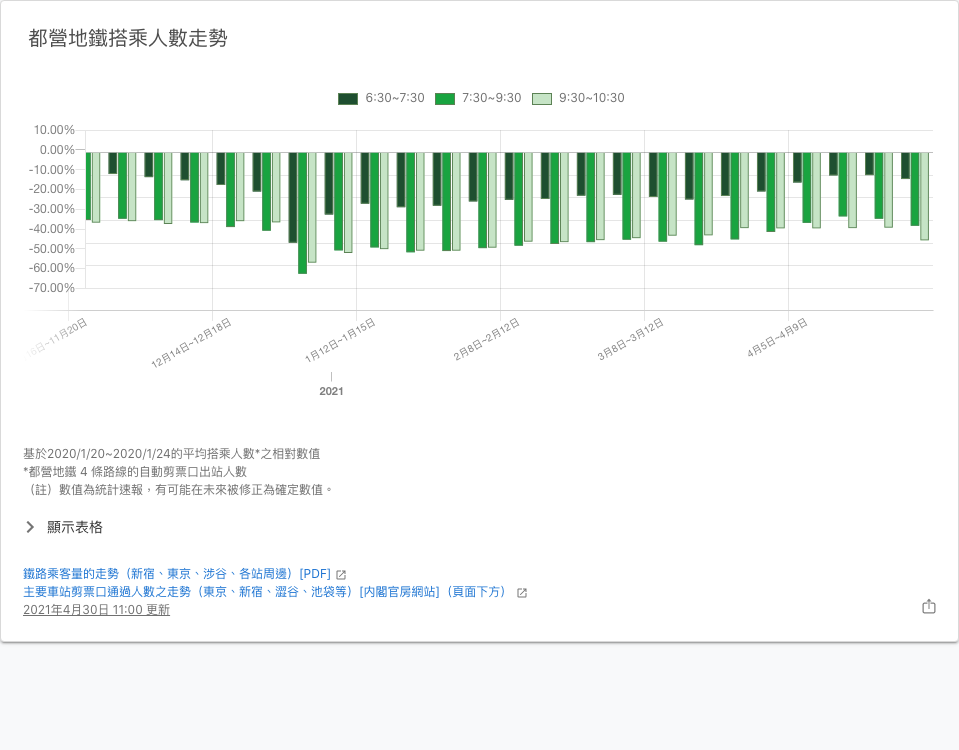 都營地鐵搭乘人數走勢
6:30~7:30 7:30~9:30 9:30~10:30
10.00%
0.00%
-10.00%
-20.00%
-30.00%
-40.00%
-50.00%
-60.00%
-70.00%
日~11月20日
12月14日~12月18日
1月12日~1月15日
2月8日~2月12日
3月8日~3月12日
4月5日~4月9日
2021
基於2020/1/20~2020/1/24的平均搭乘人數*之相對數值
*都營地鐵 4 條路線的自動剪票口出站人數
（註）數值為統計速報，有可能在未來被修正為確定數值。
顯示表格
鐵路乘客量的走勢（新宿、東京、涉谷、各站周邊）[PDF]
主要車站剪票口通過人數之走勢（東京、新宿、澀谷、池袋等）[內閣官房網站]（頁面下方）
2021年4月30日 11:00 更新